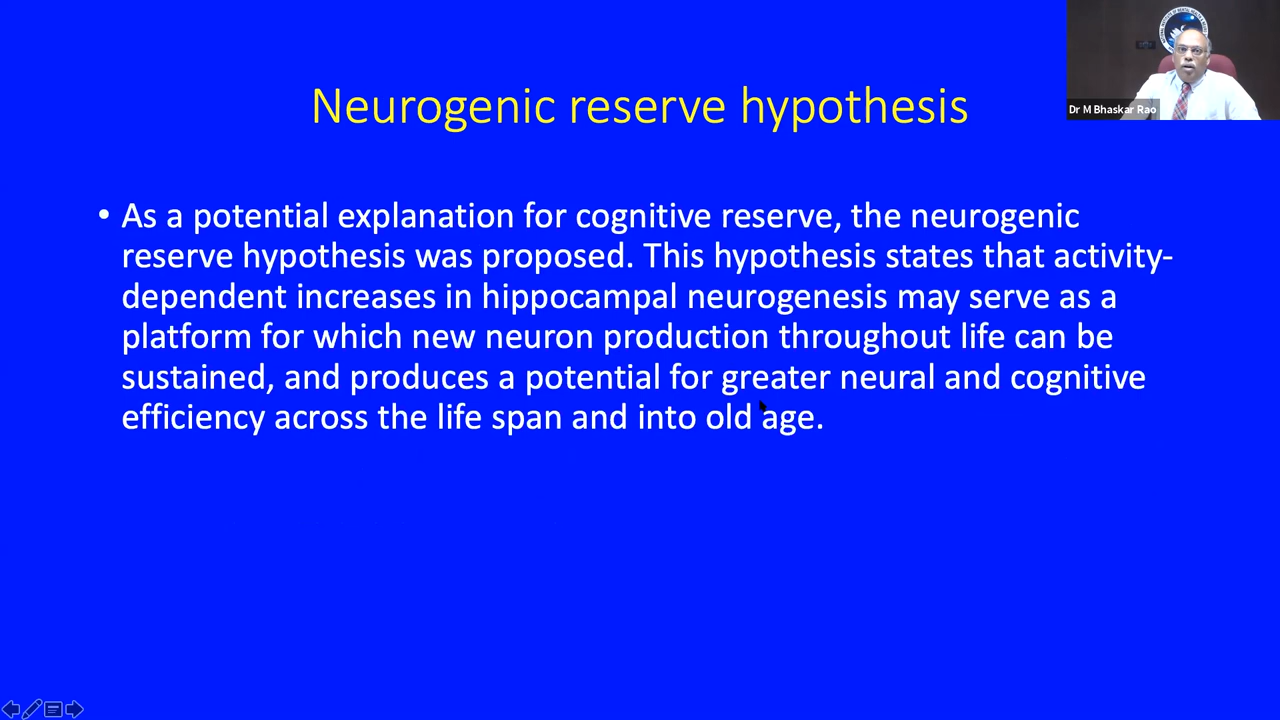 Neurogenic reserve hypothesis
Dr M Bhaskar Rao
• As a potential explanation for cognitive reserve, the neurogenic
reserve hypothesis was proposed. This hypothesis states that activity-
dependent increases in hippocampal neurogenesis may serve as a
platform for which new neuron production throughout life can be
sustained, and produces a potential for greater neural and cognitive
efficiency across the life span and into old age.